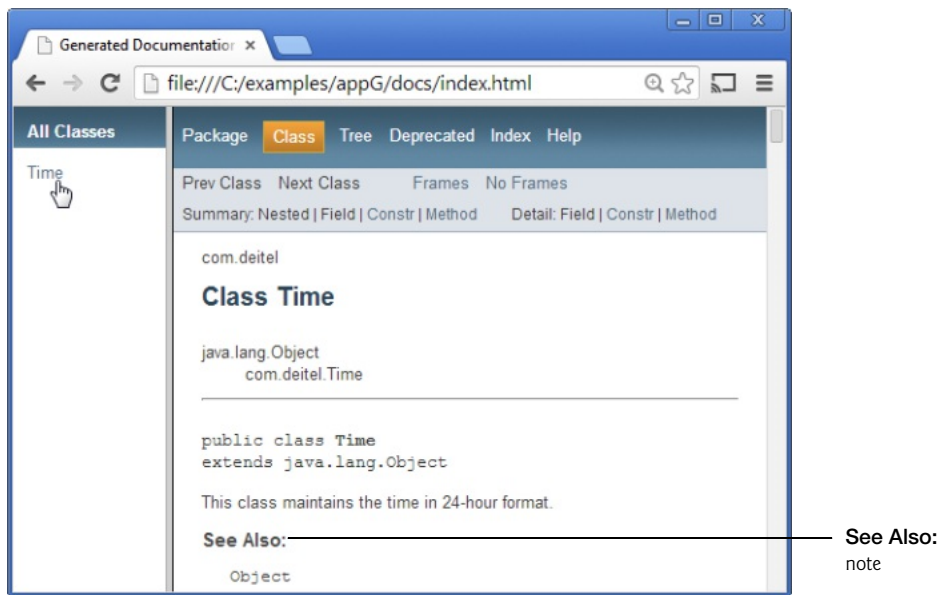 Generated Documentation
file:///C:/examples/appG/docs/index.html
All Classes
Time
Package Class Tree Deprecated Index Help
Prev Class Next Class Frames No Frames
Summary: Nested | Field | Constr | Method Detail: Field | Constr | Method
com.deitel
Class Time
java.lang.Object
com.deitel.Time
public class Time
extends java.lang.Object
This class maintains the time in 24-hour format.
See Also:
Object
See Also:
note